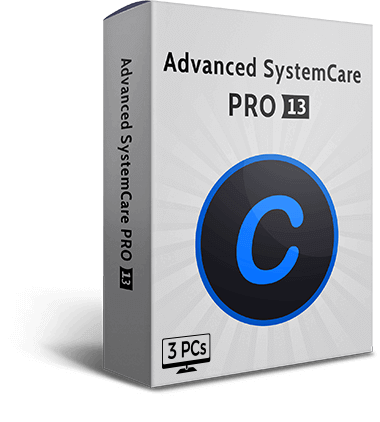 Advanced SystemCare
PRO 13
Advanced SystemCare PRO 13
C
3 PCs